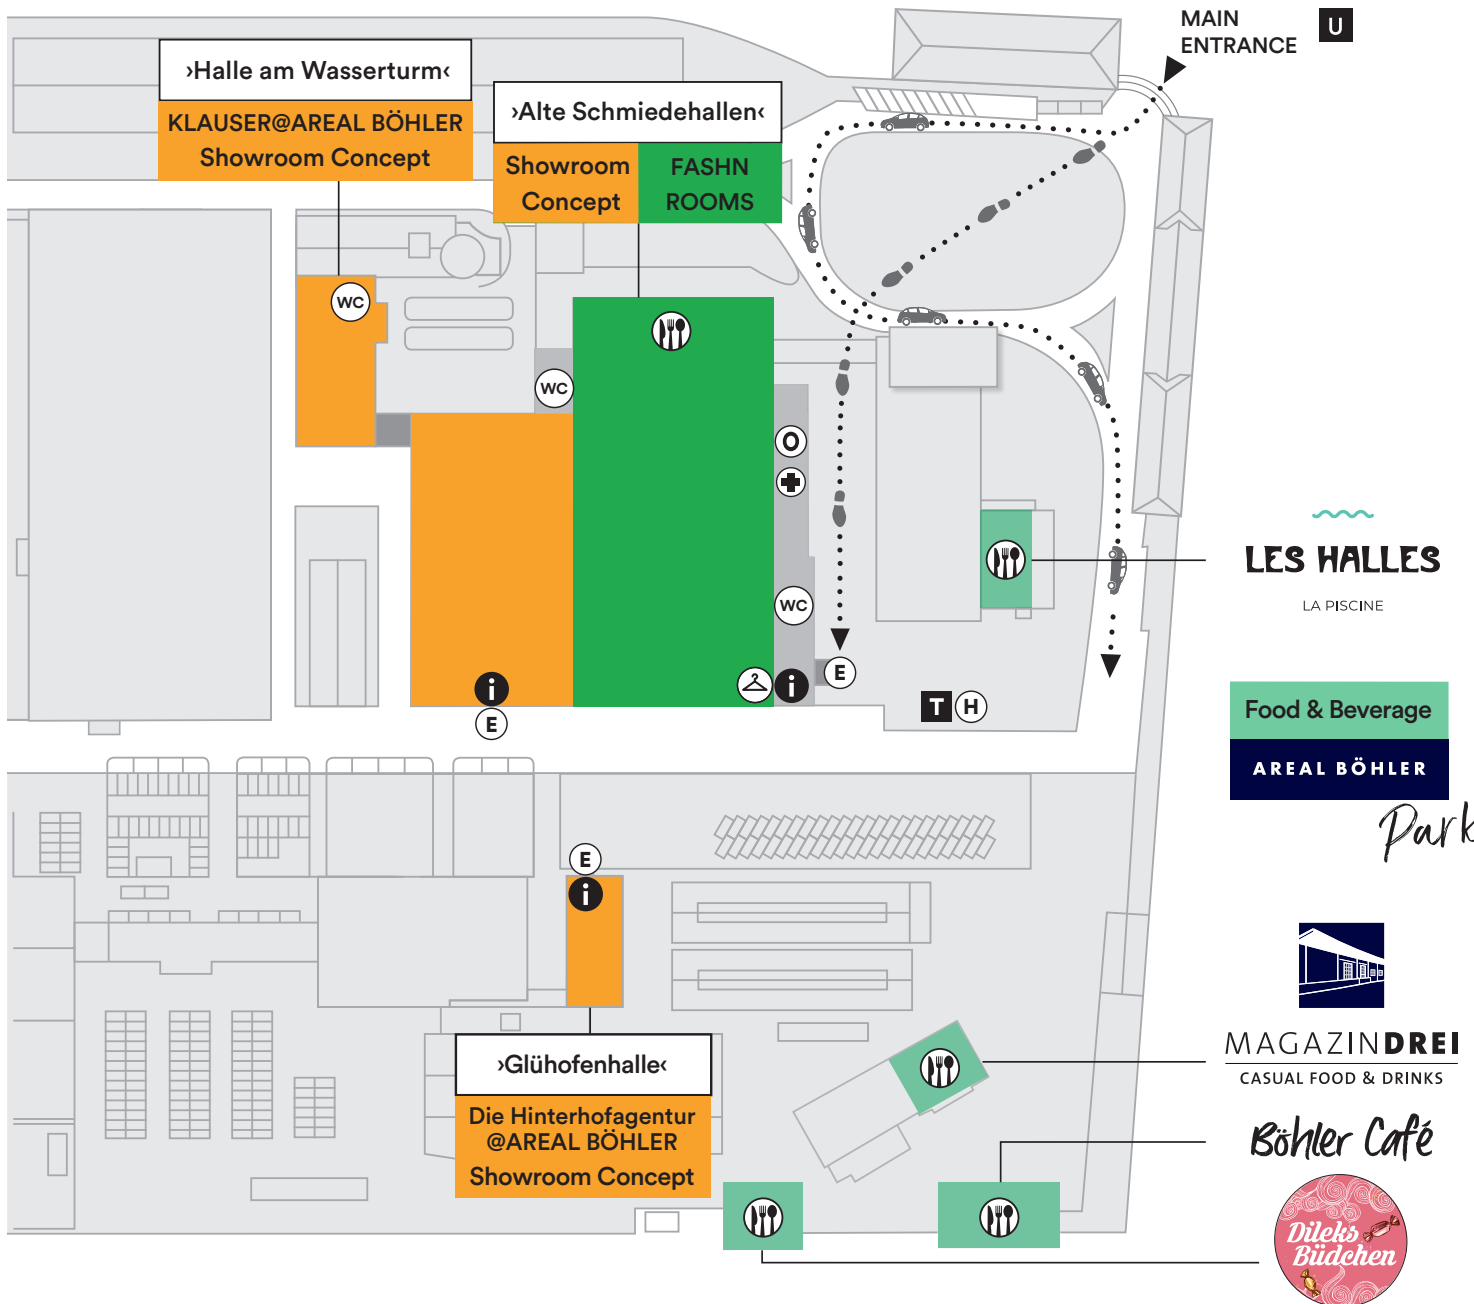 MAIN
ENTRANCE
U
›Halle am Wasserturm‹
KLAUSER@AREAL BÖHLER
Showroom Concept
›Alte Schmiedehallen‹
Showroom
Concept
FASHN
ROOMS
WC
WC
O
WC
i
E
i
E
T
H
LES HALLES
LA PISCINE
Food & Beverage
AREAL BÖHLER
Park
E
i
›Glühofenhalle‹
Die Hinterhofagentur
@AREAL BÖHLER
Showroom Concept
MAGAZINDREI
CASUAL FOOD & DRINKS
Böhler Café
Dileks
Büdchen